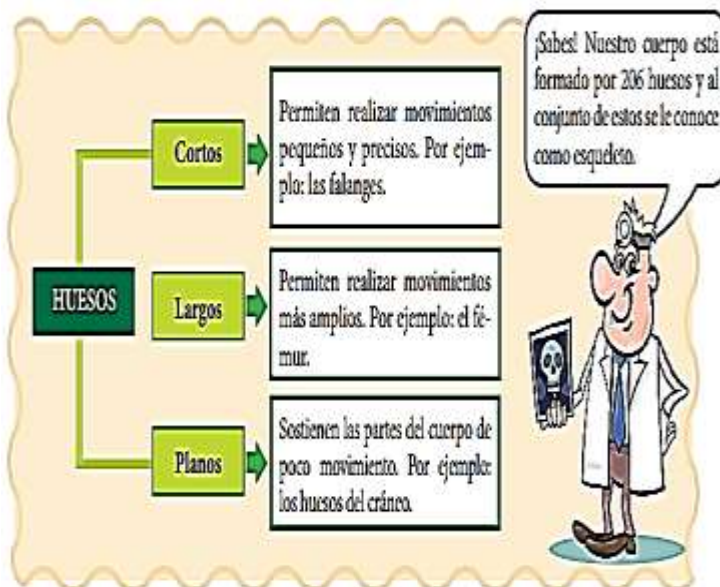 ¡Sabes! Nuestro cuerpo está
formado por 206 huesos y al
conjunto de estos se le conoce
como esqueleto.
HUESOS
Cortos
Permiten realizar movimientos
pequeños y precisos. Por ejem-
plo: las falanges.
Largos
Permiten realizar movimientos
más amplios. Por ejemplo: el fé-
mur.
Planos
Sostienen las partes del cuerpo de
poco movimiento. Por ejemplo:
los huesos del cráneo.